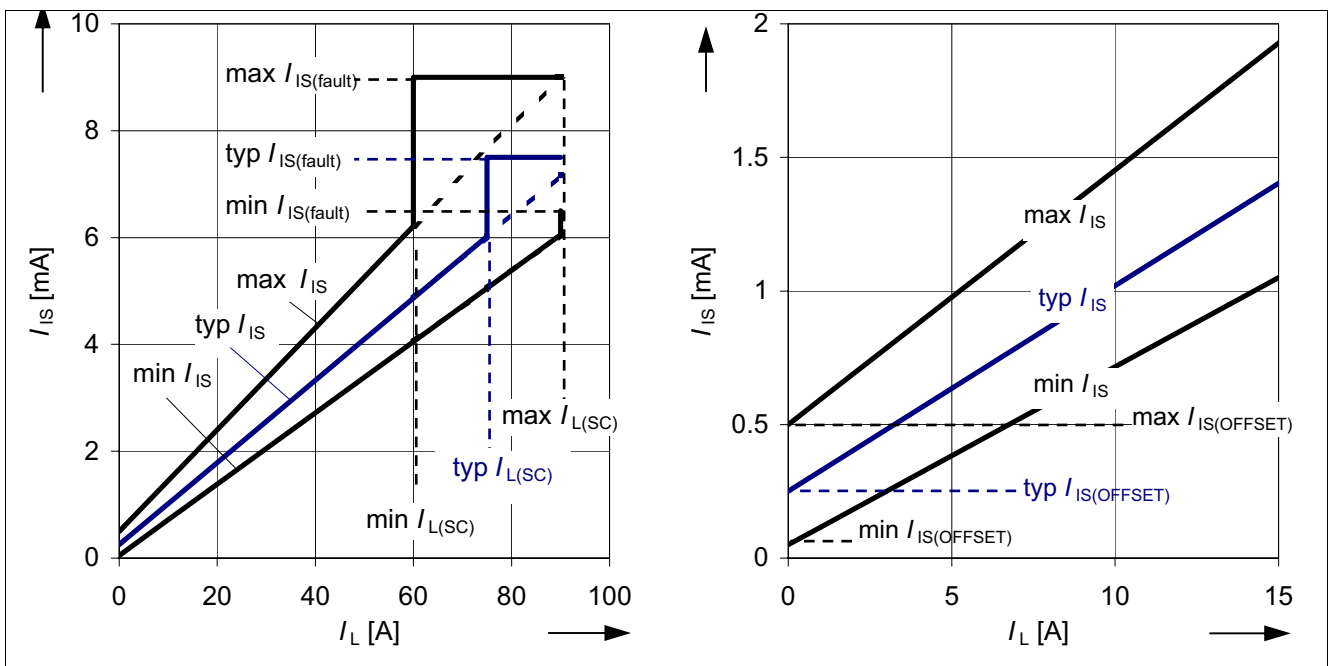 10
8
6
4
2
0
I_IS [mA]
max I_IS(fault)
typ I_IS(fault)
min I_IS(fault)
max I_IS
typ I_IS
min I_IS
max I_L(SC)
typ I_L(SC)
min I_L(SC)
0 20 40 60 80 100
I_L [A]
2
1.5
1
0.5
0
I_IS [mA]
max I_IS
typ I_IS
min I_IS
max I_IS(OFFSET)
typ I_IS(OFFSET)
min I_IS(OFFSET)
0 5 10 15
I_L [A]